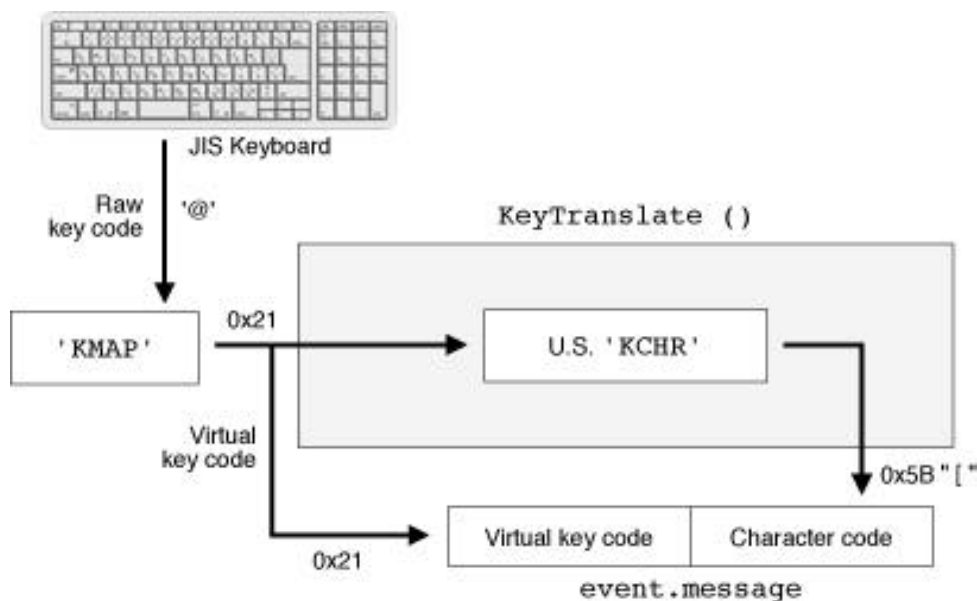 JIS Keyboard
Raw
key code
'@'
KeyTranslate ()
'KMAP'
0x21
U.S. 'KCHR'
Virtual
key code
0x5B " [ "
0x21
Virtual key code
Character code
event.message